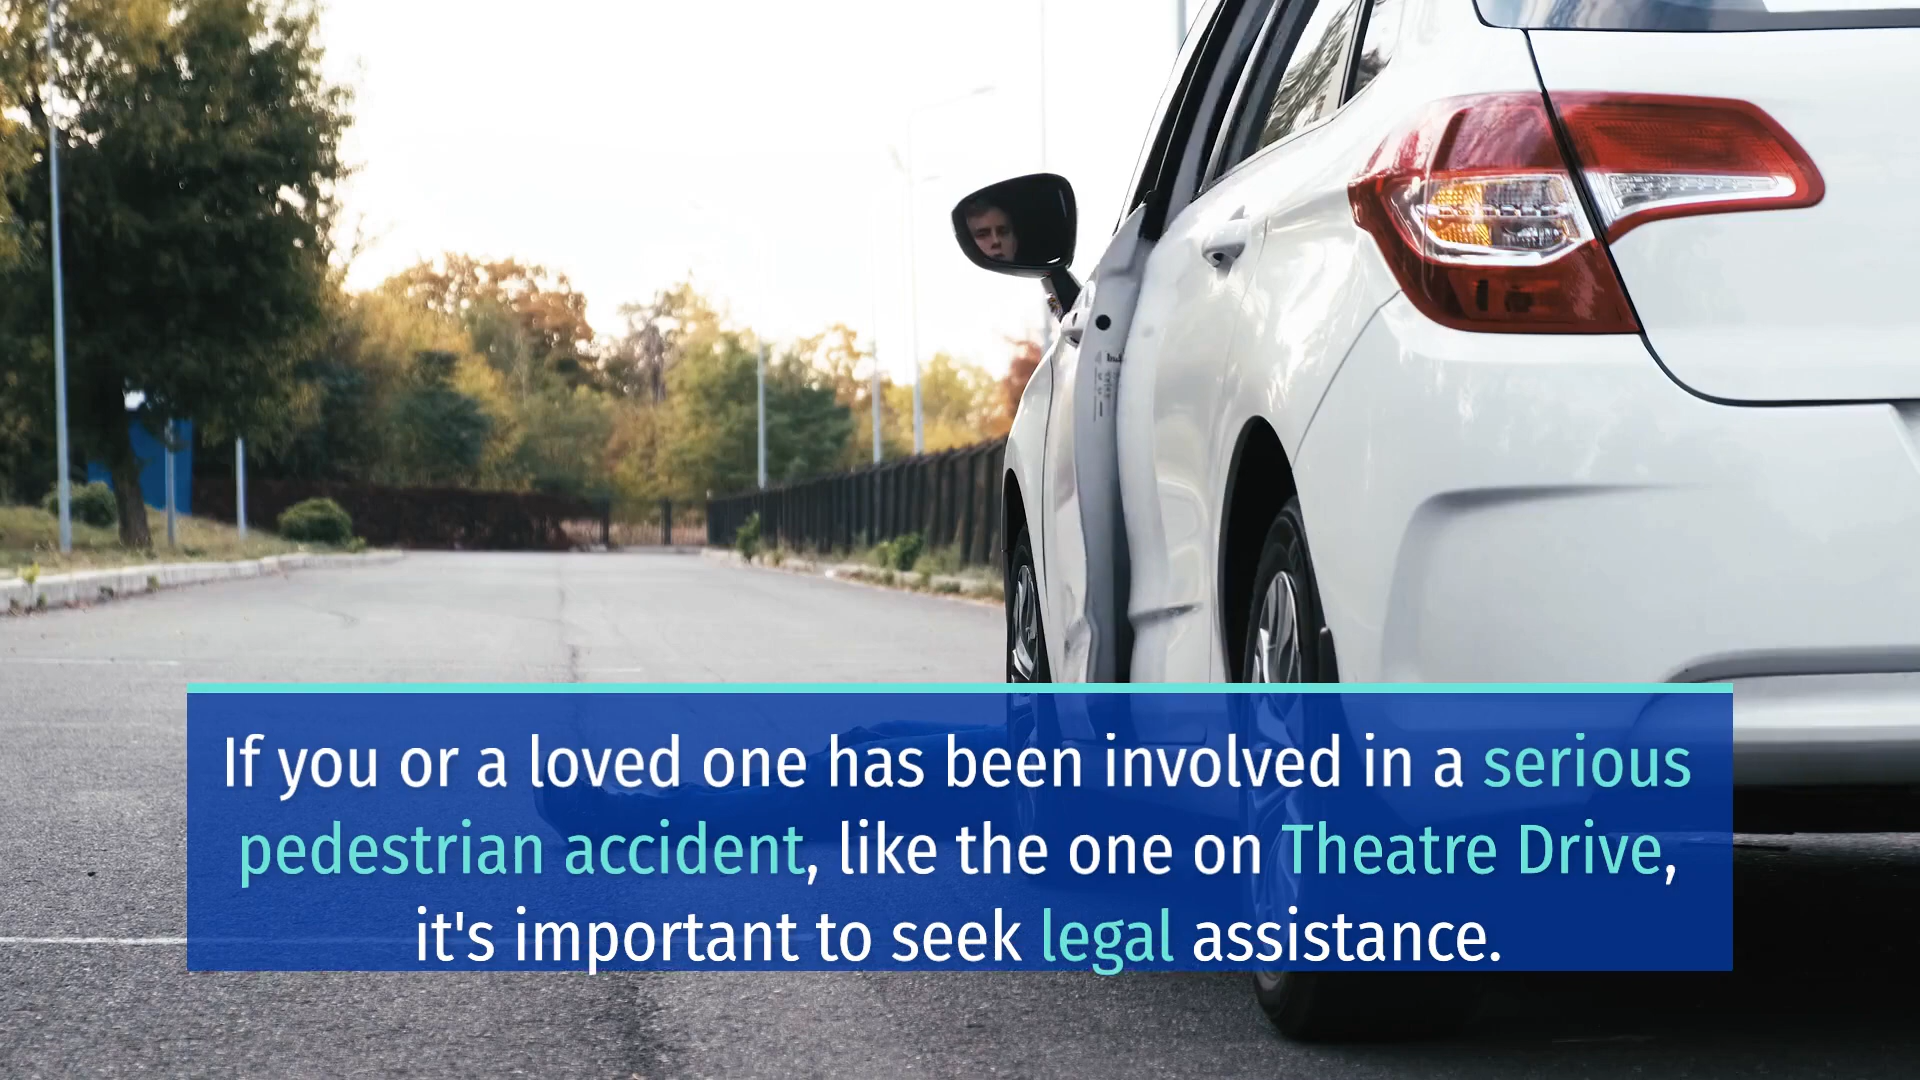 If you or a loved one has been involved in a serious
pedestrian accident, like the one on Theatre Drive,
it's important to seek legal assistance.